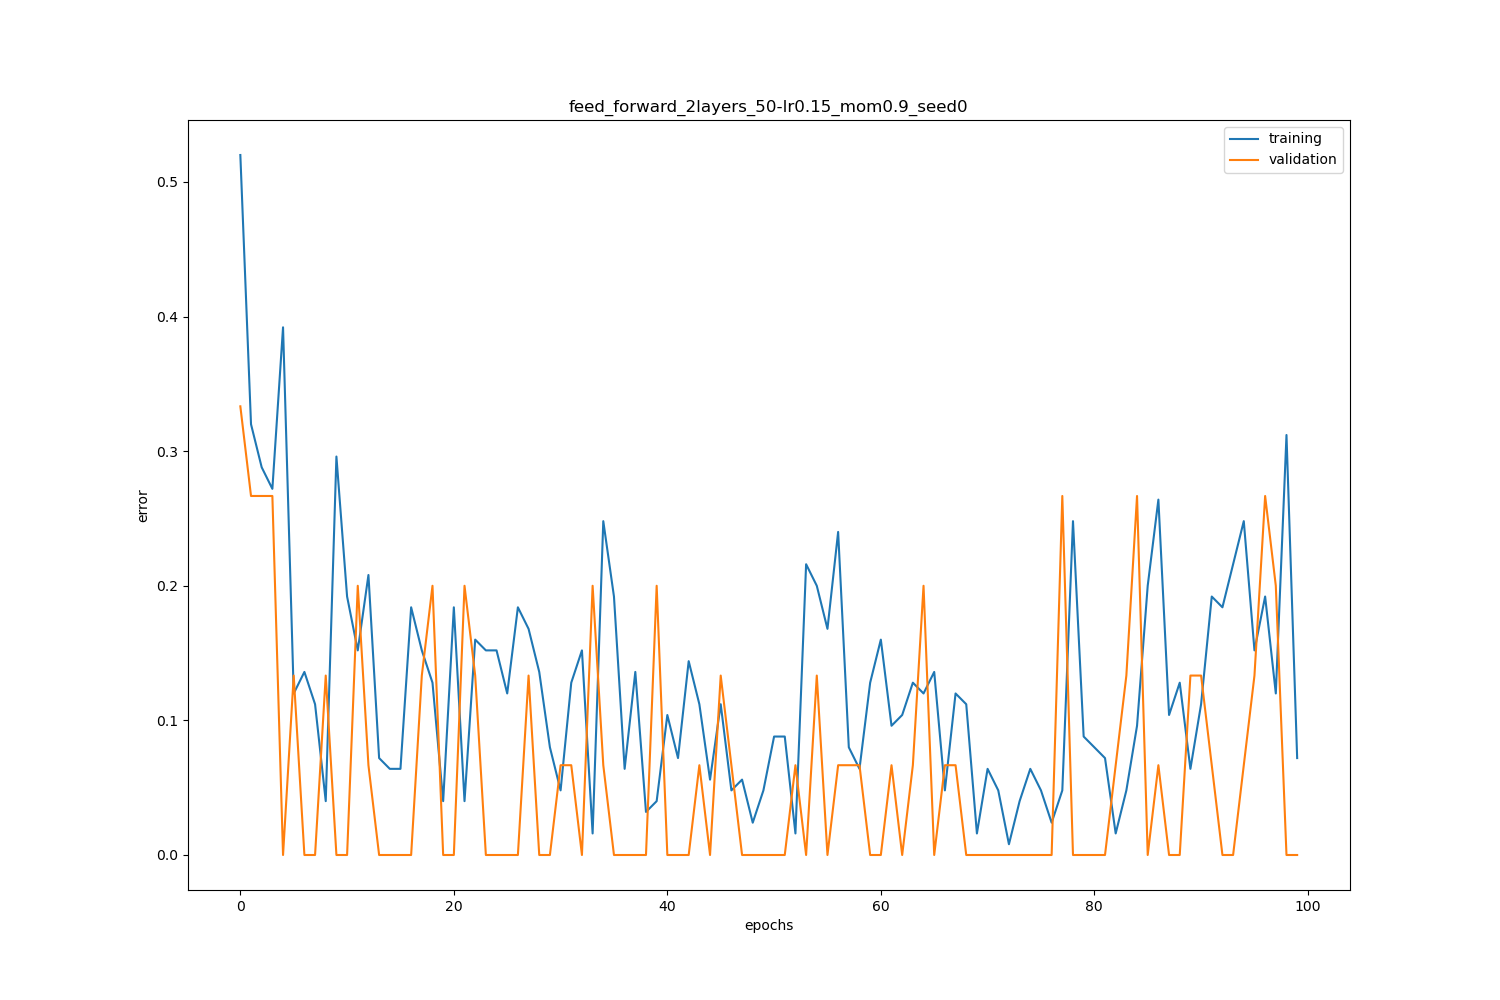 feed_forward_2layers_50-lr0.15_mom0.9_seed0
training
validation
0.5
0.4
0.3
0.2
0.1
0.0
error
0 20 40 60 80 100
epochs